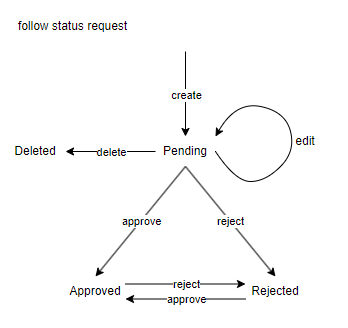 follow status request
create
edit
Deleted
delete
Pending
approve
reject
Approved
reject
Rejected
approve